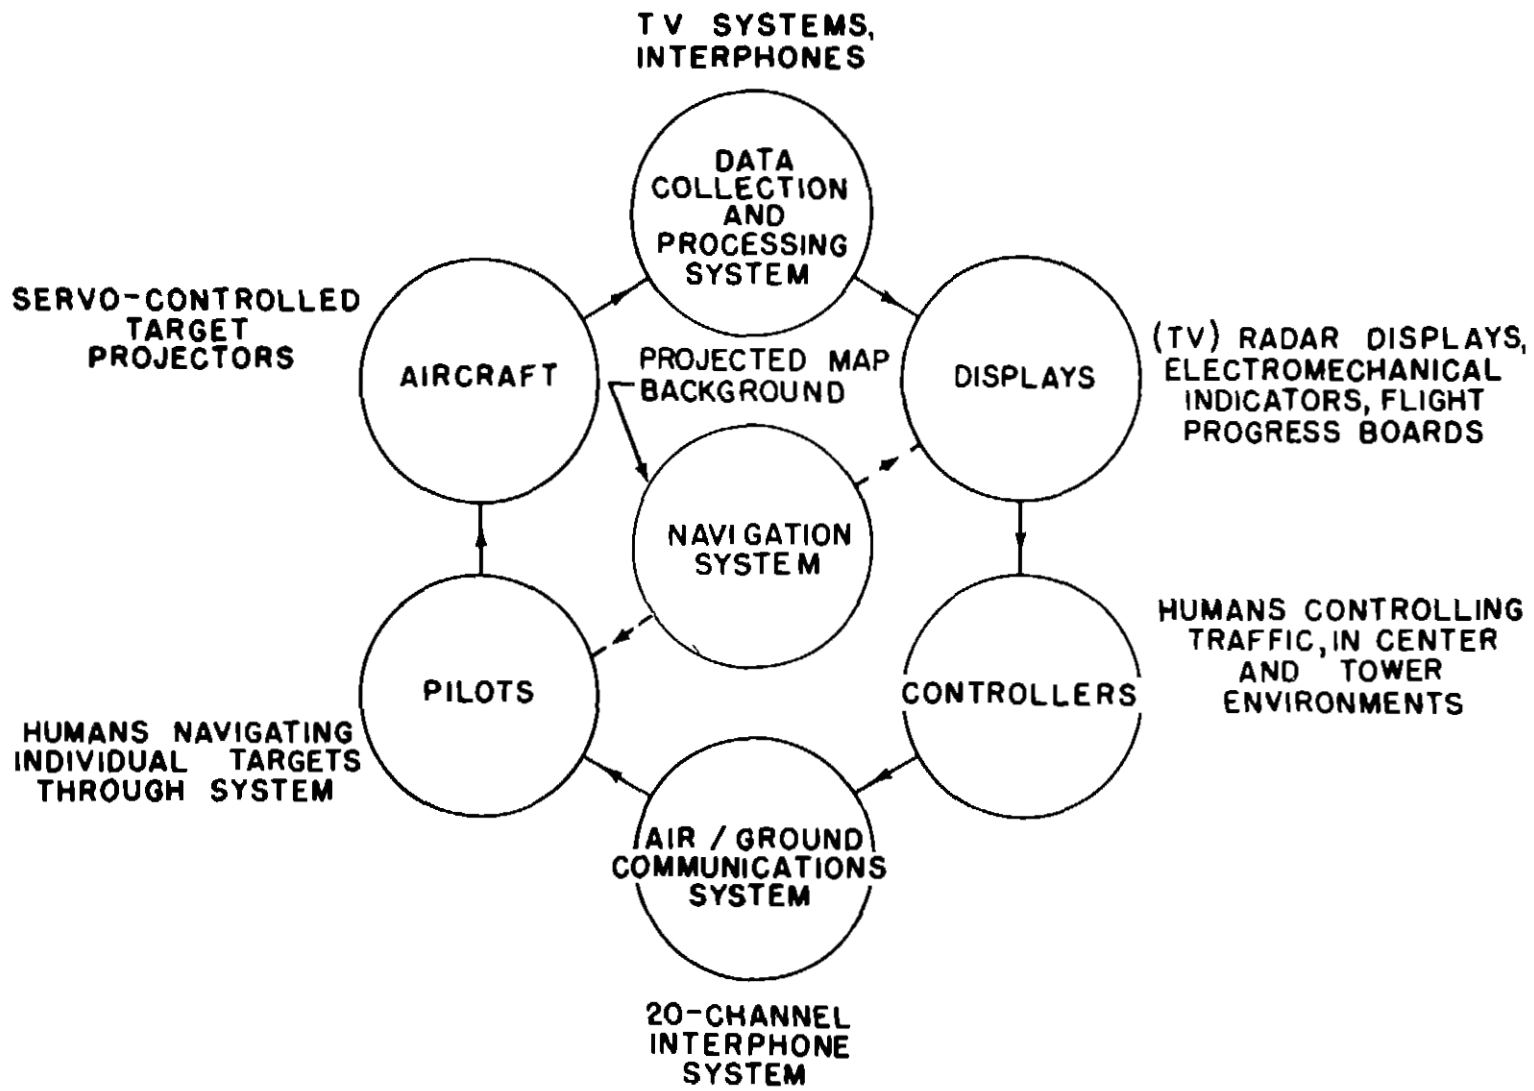 TV SYSTEMS,
INTERPHONES
DATA
COLLECTION
AND
PROCESSING
SYSTEM
SERVO-CONTROLLED
TARGET
PROJECTORS
AIRCRAFT
PROJECTED MAP
BACKGROUND
DISPLAYS
(TV) RADAR DISPLAYS,
ELECTROMECHANICAL
INDICATORS, FLIGHT
PROGRESS BOARDS
NAVIGATION
SYSTEM
PILOTS
HUMANS NAVIGATING
INDIVIDUAL TARGETS
THROUGH SYSTEM
CONTROLLERS
HUMANS CONTROLLING
TRAFFIC, IN CENTER
AND TOWER
ENVIRONMENTS
AIR / GROUND
COMMUNICATIONS
SYSTEM
20-CHANNEL
INTERPHONE
SYSTEM